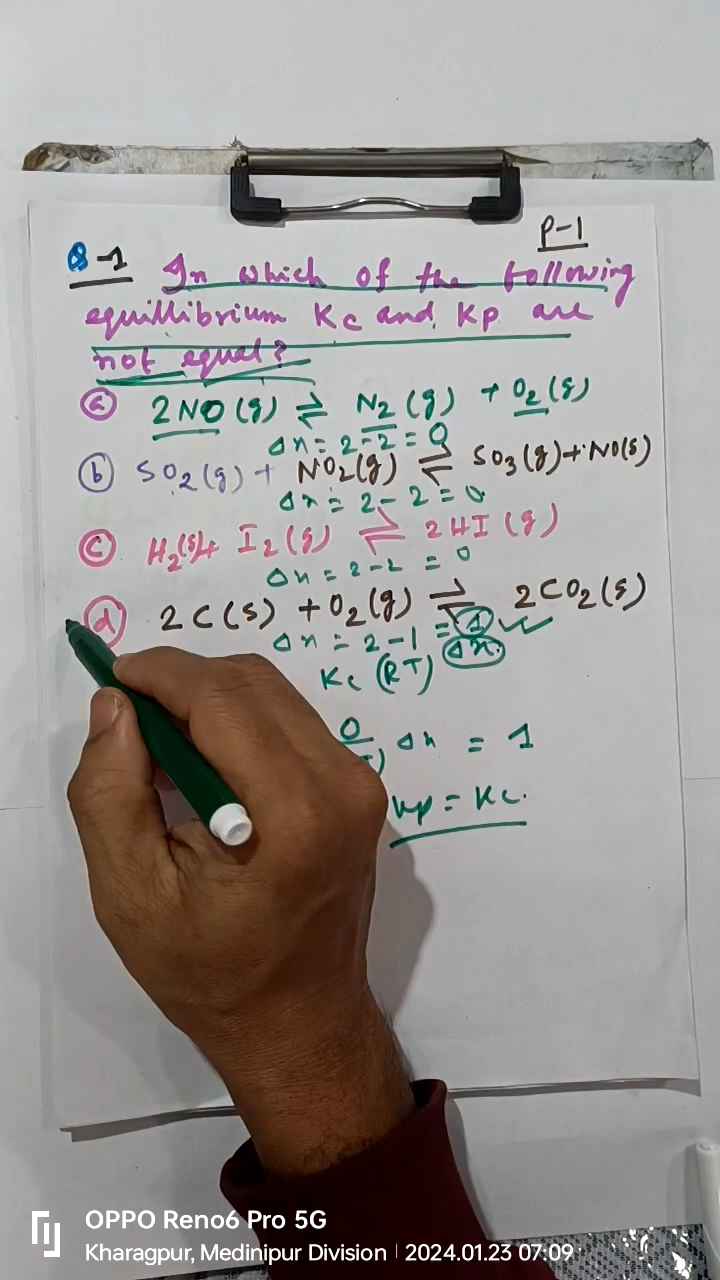 P-1
Q-1 In which of the following
equillibrium Kc and Kp are
not equal?
a 2NO(g) ⇌ N2(g) + O2(g)
Δn = 2-2 = 0
b SO2(g) + NO2(g) ⇌ SO3(g) + NO(g)
Δn = 2-2 = 0
c H2(g) + I2(g) ⇌ 2HI(g)
Δn = 2-2 = 0
d 2C(s) + O2(g) ⇌ 2CO2(g)
Δn = 2-1 = 1
Kc (RT) Δn
0
Δn = 1
Kp = Kc.
OPPO Reno6 Pro 5G
Kharagpur, Medinipur Division | 2024.01.23 07:09